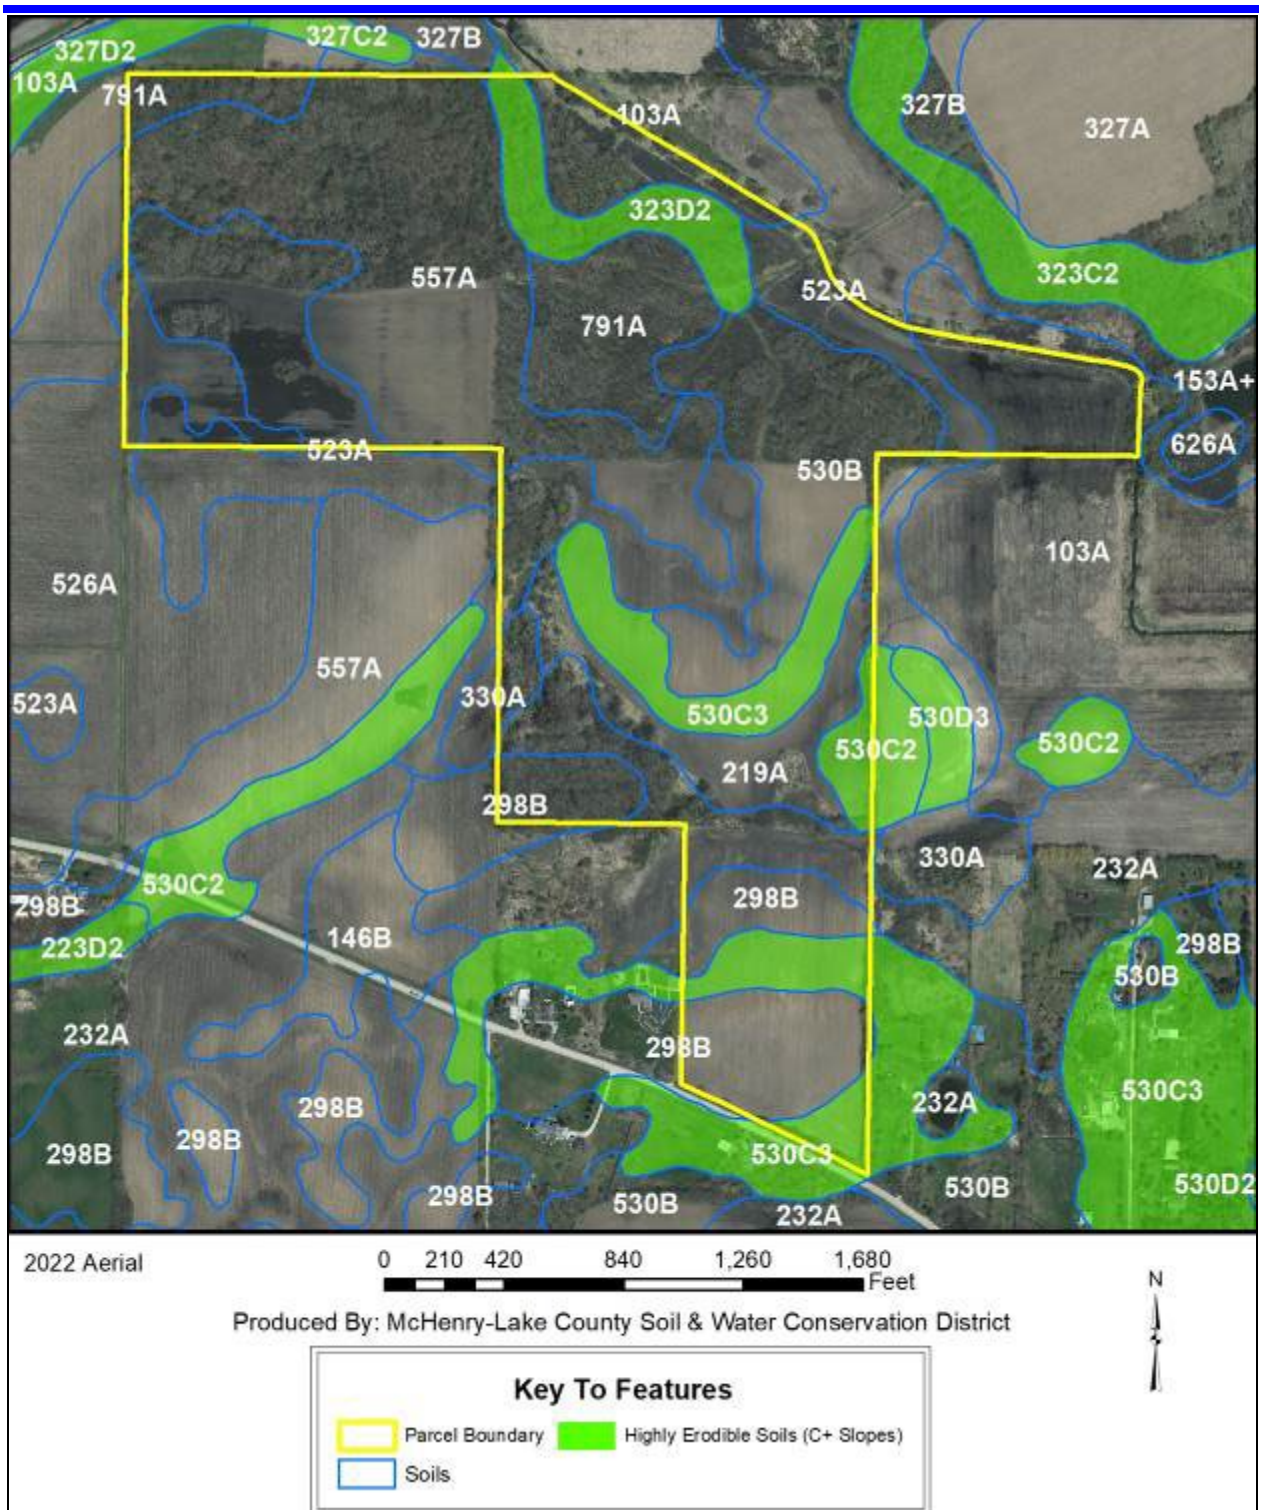 327D2 327C2 327B
103A 791A 103A 327B 327A
323D2
557A 523A 323C2
791A
153A+
523A 530B 626A
526A 103A
557A
523A 330A 530C3 530D3
530C2 530C2
219A
298B
330A 232A
530C2 298B
298B
146B 298B
223D2 530B
232A 298B
298B 232A 530C3
298B 298B 530C3
298B 530B 530B 530D2
232A
2022 Aerial
0 210 420 840 1,260 1,680
Feet
N
Produced By: McHenry-Lake County Soil & Water Conservation District
Key To Features
Parcel Boundary Highly Erodible Soils (C+ Slopes)
Soils